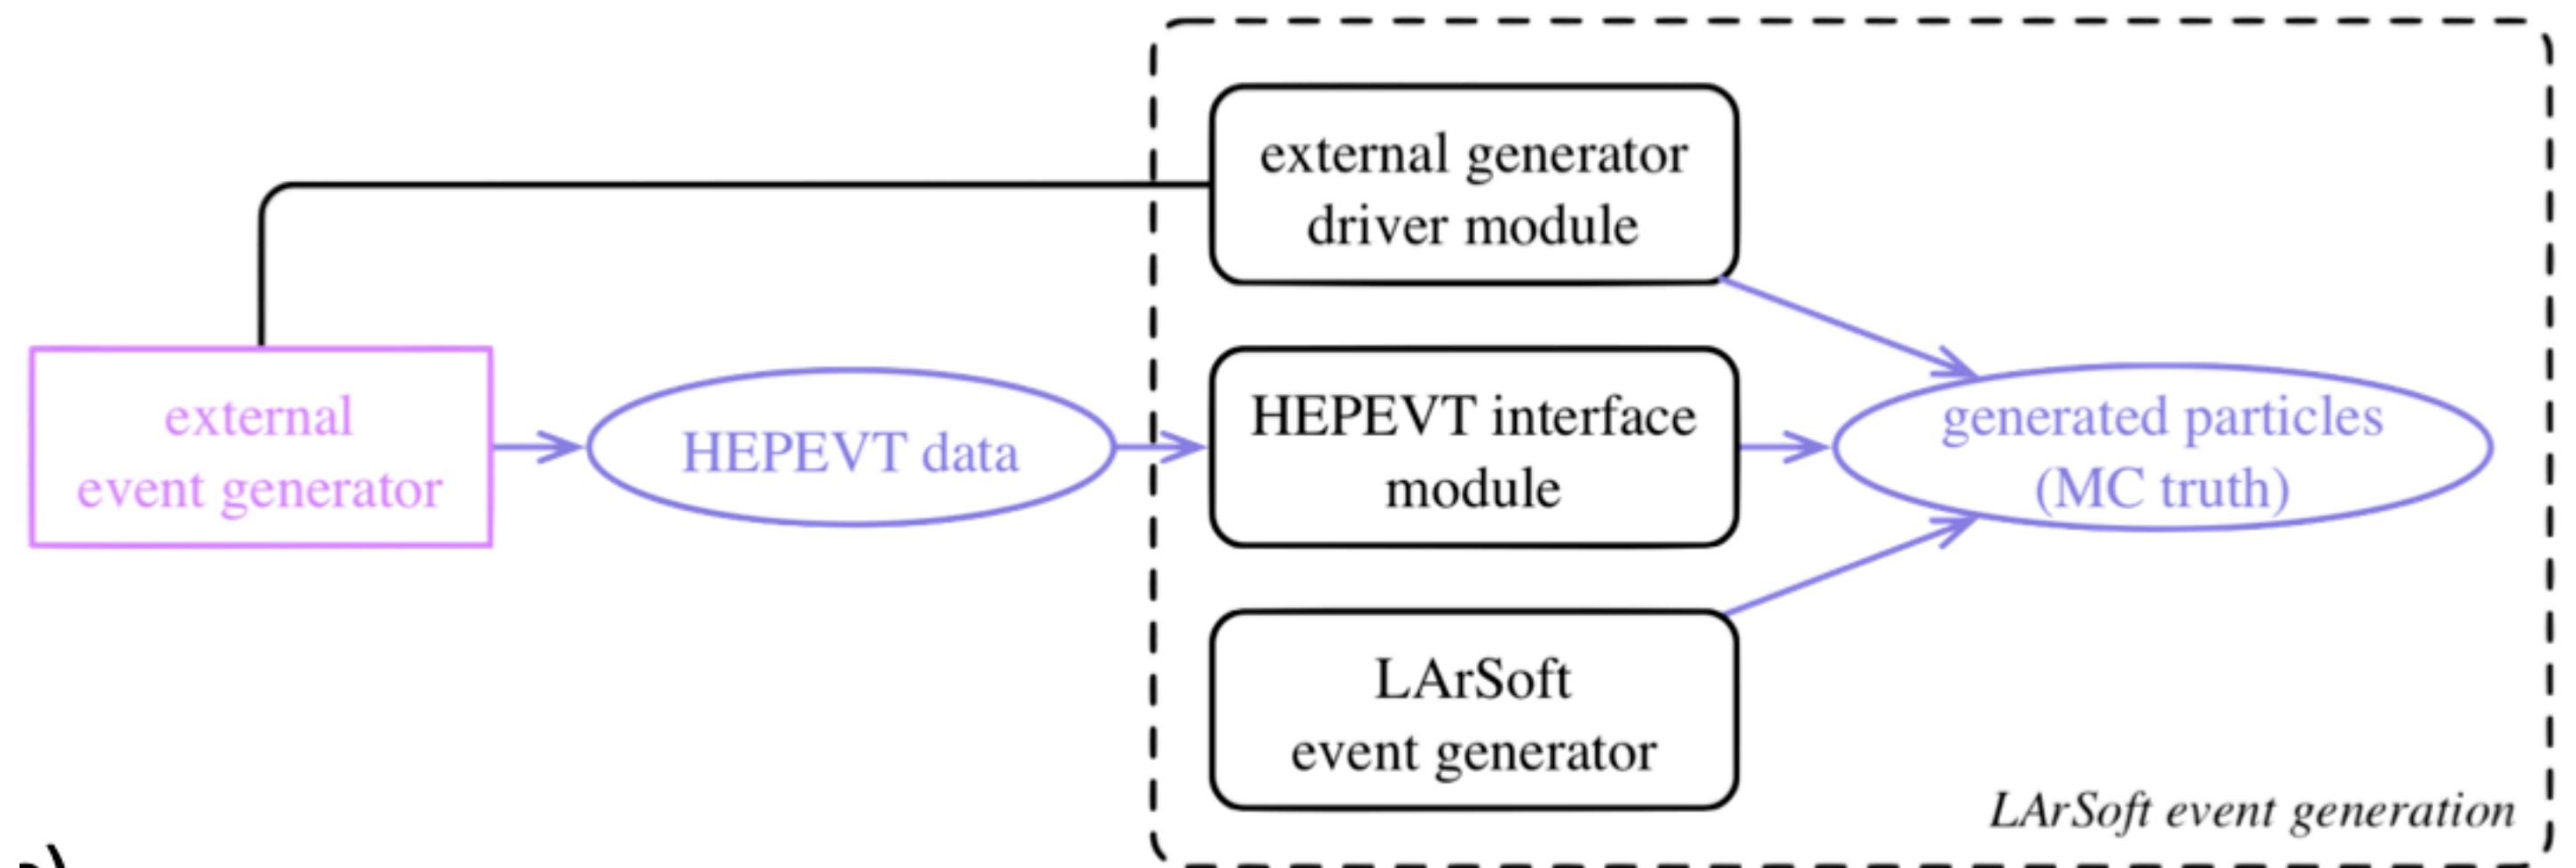 external generator
driver module
external
event generator
HEPEVT data
HEPEVT interface
module
generated particles
(MC truth)
LArSoft
event generator
LArSoft event generation